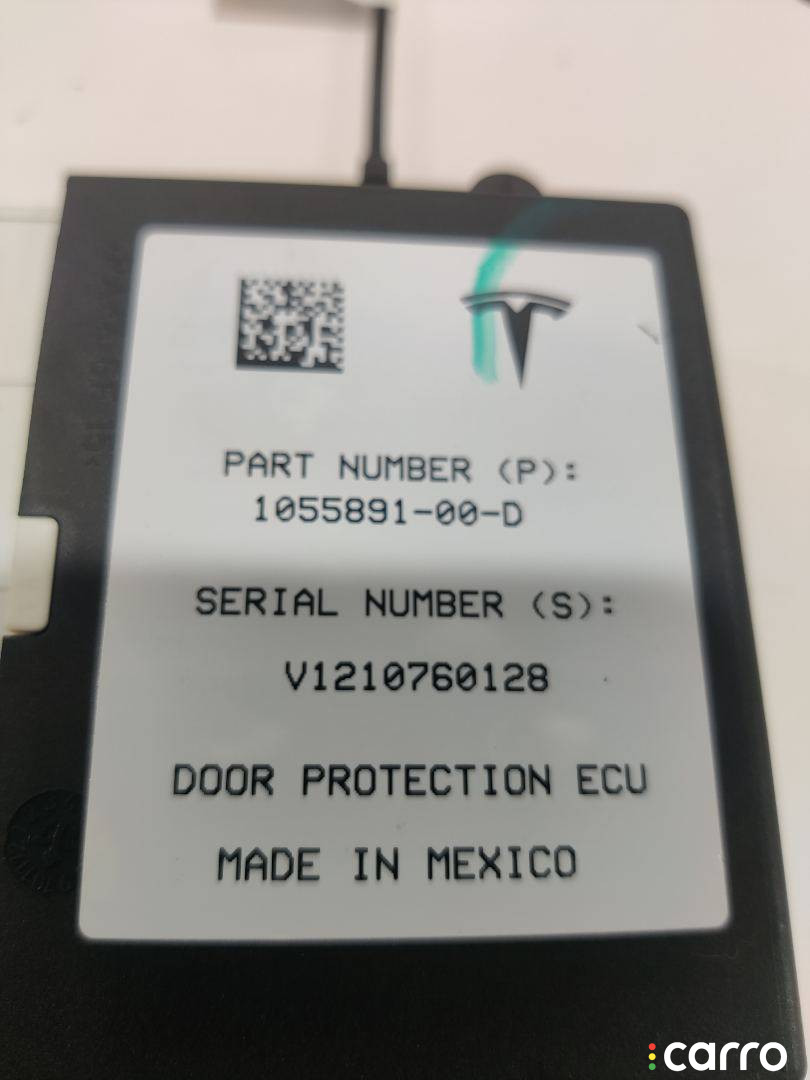 PART NUMBER (P):
1055891-00-D
SERIAL NUMBER (S):
V1210760128
DOOR PROTECTION ECU
MADE IN MEXICO
carro